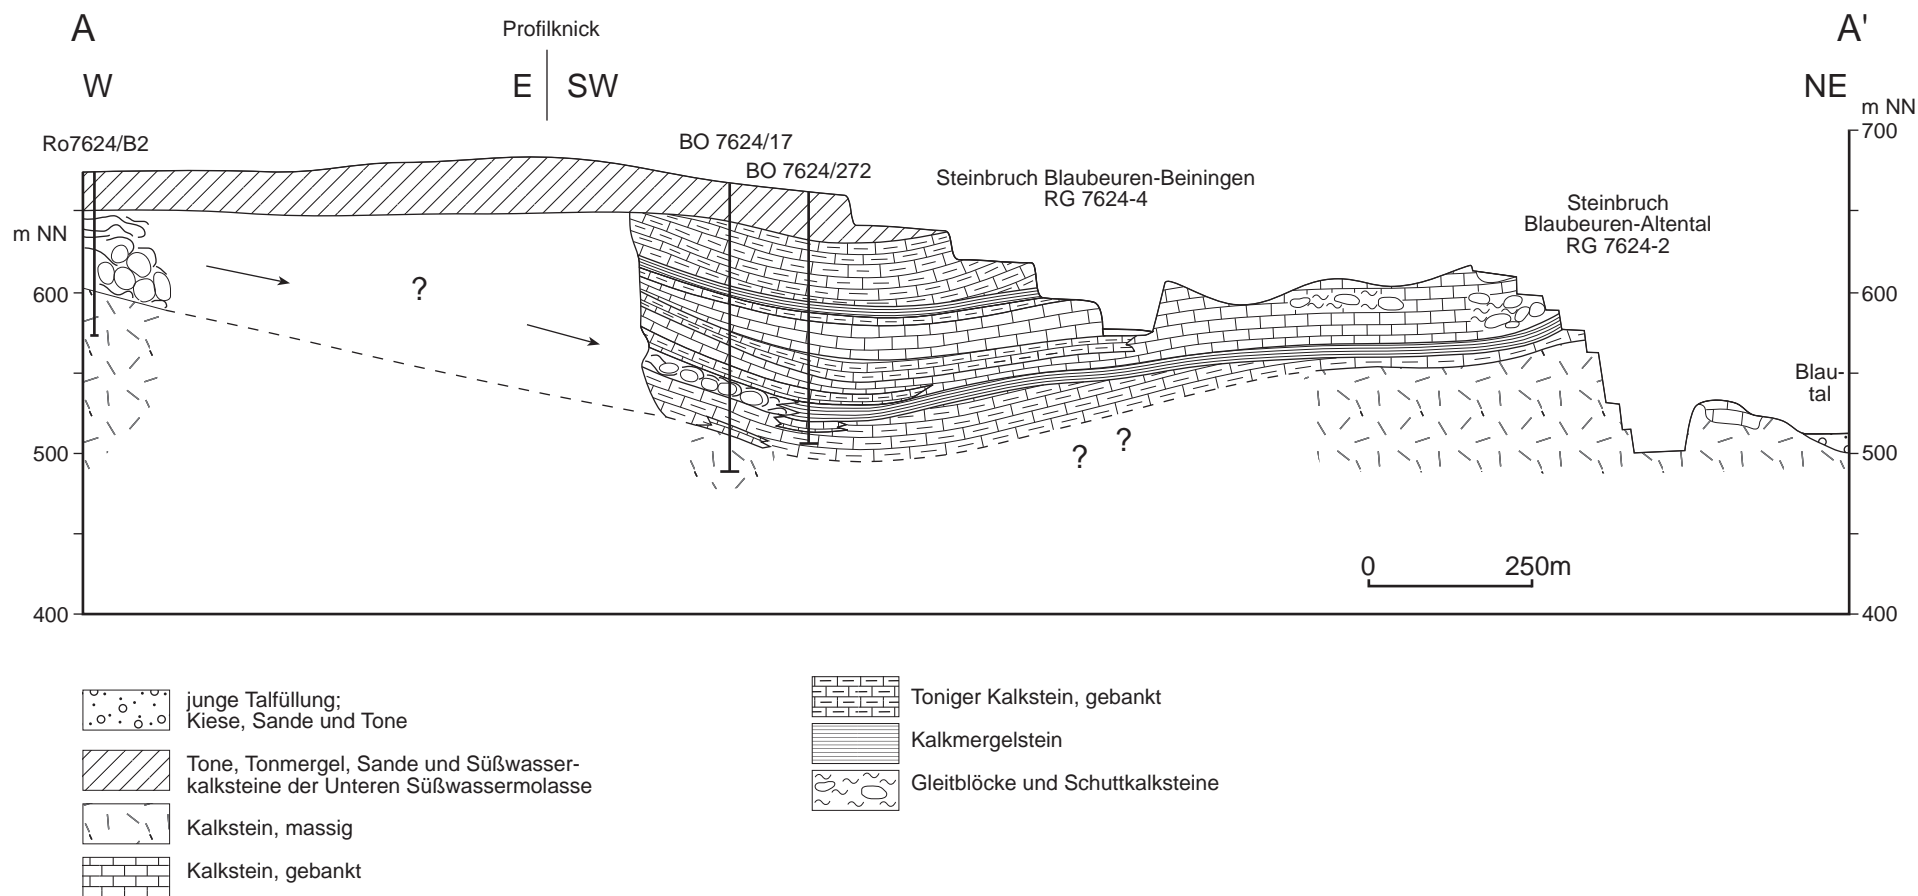 A
Profilknick
A'
W
E
SW
NE
m NN
Ro7624/B2
BO 7624/17
BO 7624/272
Steinbruch Blaubeuren-Beiningen
RG 7624-4
Steinbruch
Blaubeuren-Altental
RG 7624-2
700
m NN
600
?
600
Blau-
tal
500
?
?
500
0
250m
400
400
junge Talfüllung;
Kiese, Sande und Tone
Tone, Tonmergel, Sande und Süßwasser-
kalksteine der Unteren Süßwassermolasse
Kalkstein, massig
Kalkstein, gebankt
Toniger Kalkstein, gebankt
Kalkmergelstein
Gleitblöcke und Schuttkalksteine